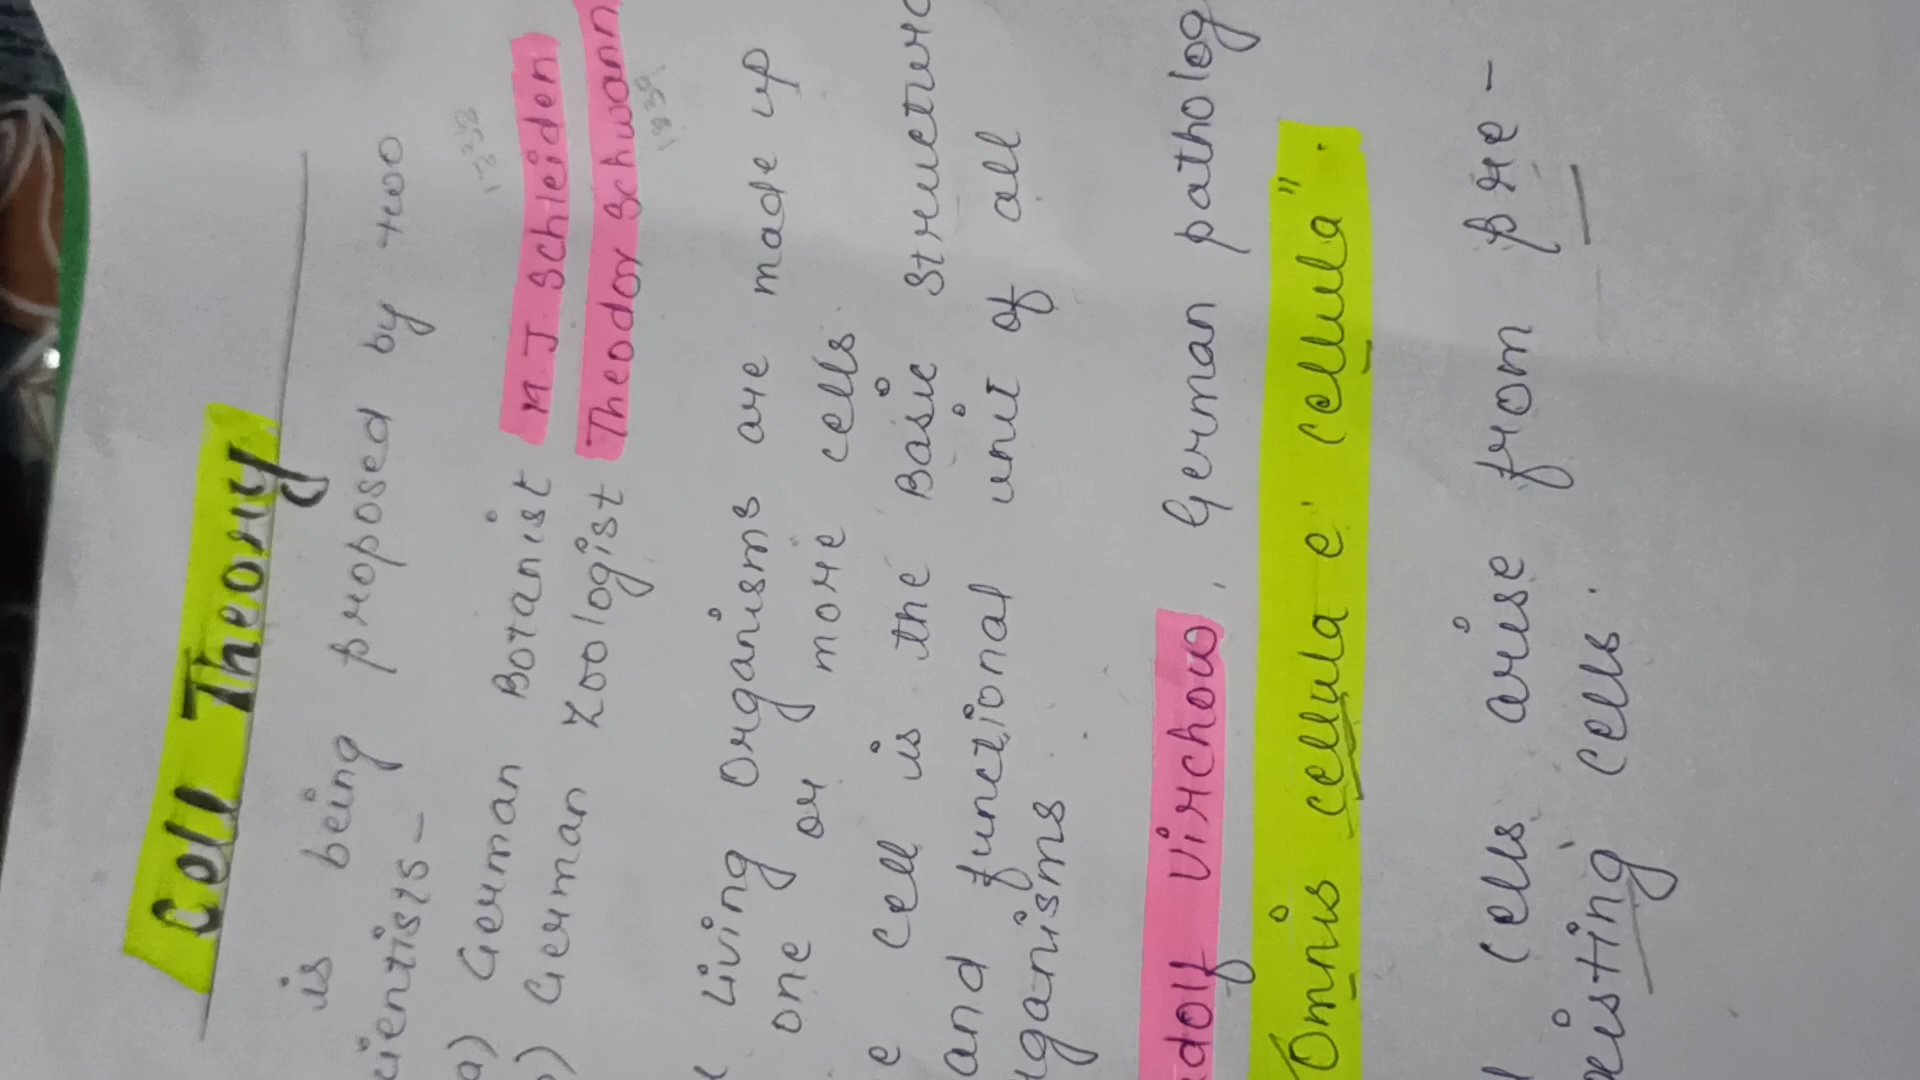 Cell Theory
is being proposed by two
cientists-
1838
a) German Botanist M J Schleiden
) German Zoologist Theodor Schwann
1839
Living Organisms are made up
one or more cells.
e cell is the Basic Structur
and functional unit of all
ganisms
dolf Virchow, German patholog
"Omnis cellula e' cellula".
cells arise from pre-
xisting cells.